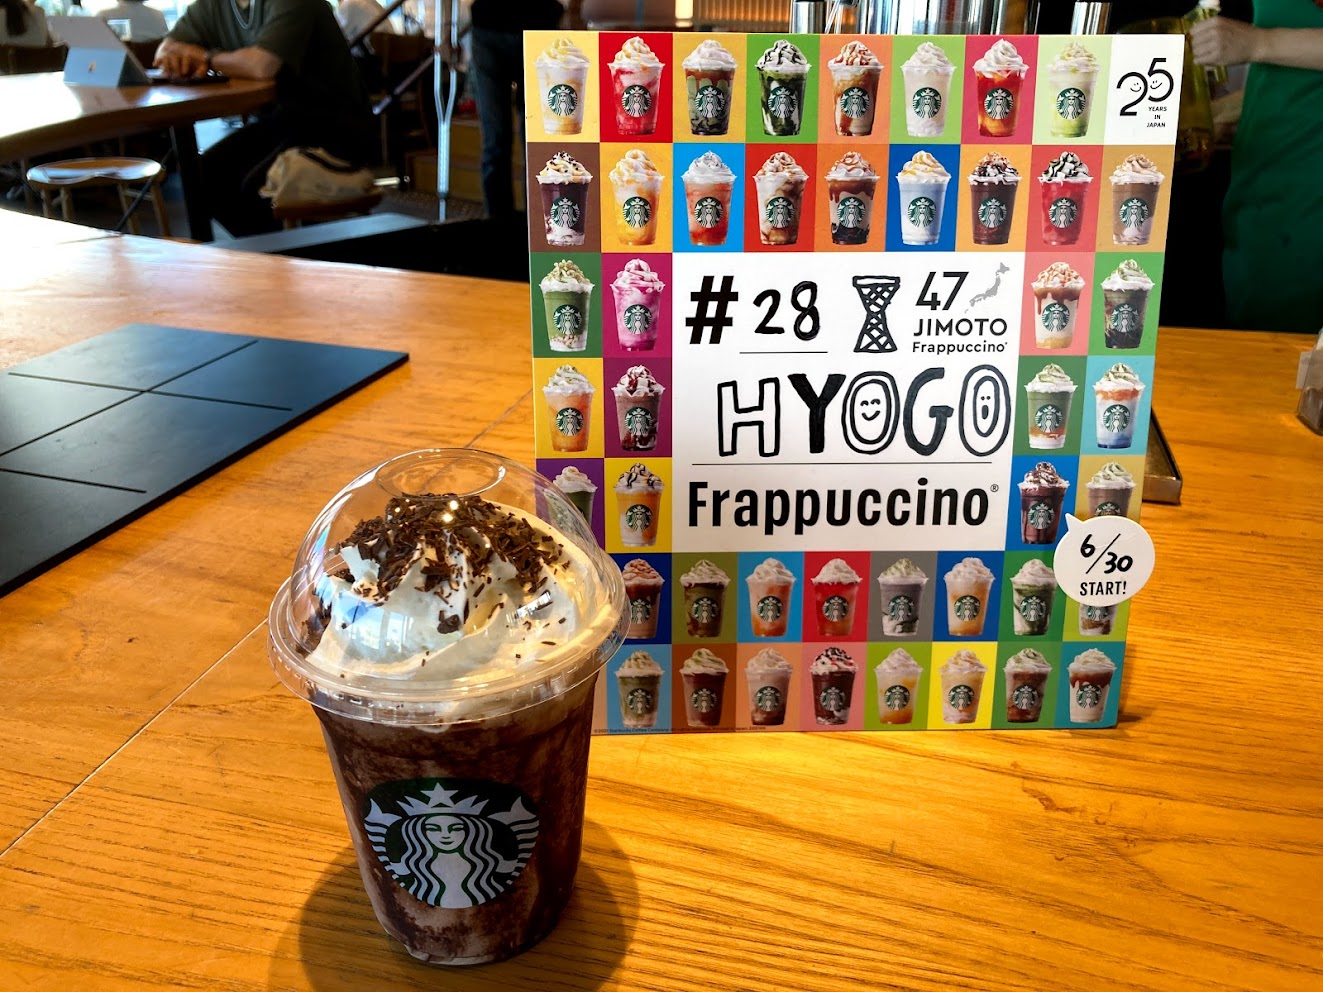 25
YEARS
IN
JAPAN
#28
47
JIMOTO
Frappuccino®
HYOGO
Frappuccino®
6/30
START!